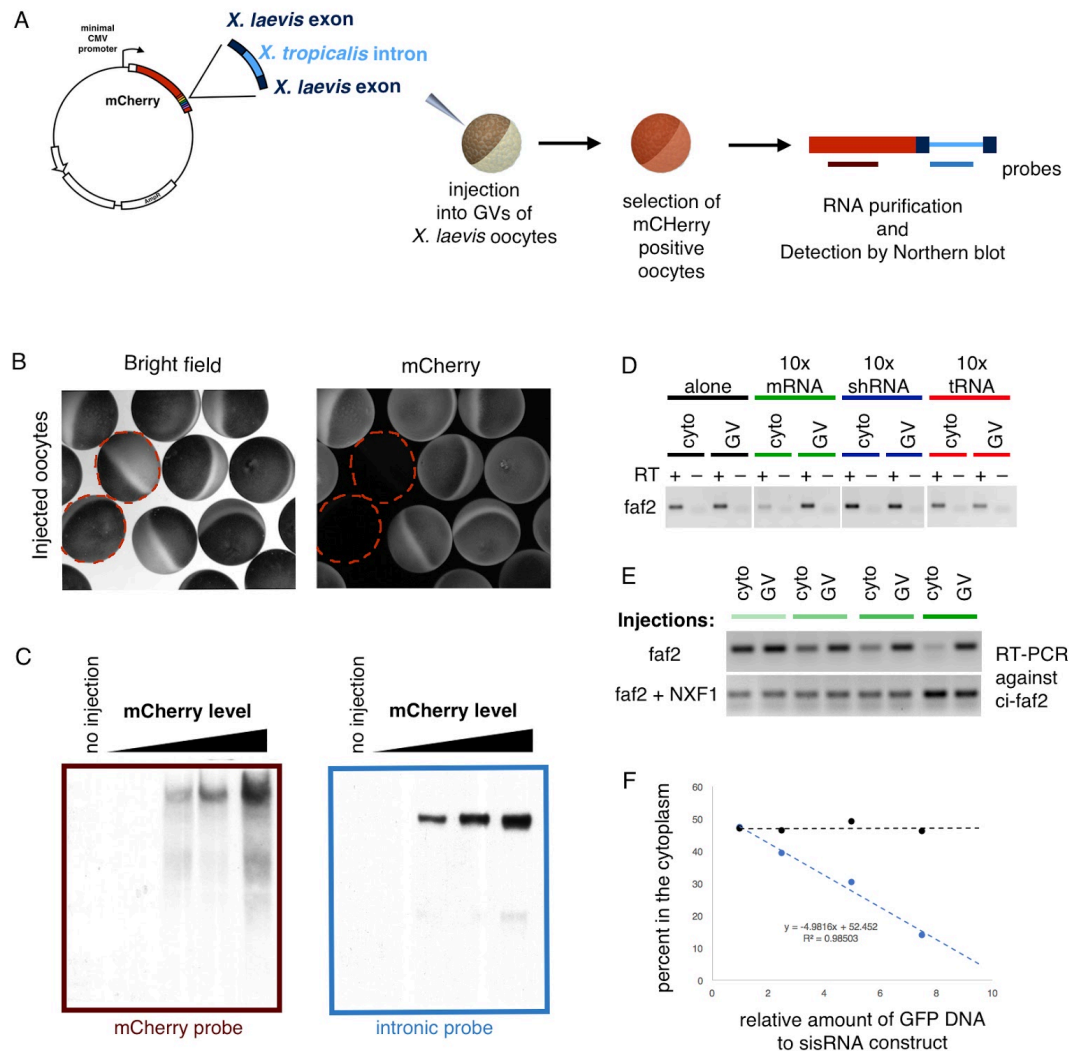 A
minimal
CMV
promoter
mCherry
AmpR
X. laevis exon
X. tropicalis intron
X. laevis exon
injection
into GVs of
X. laevis oocytes
selection of
mCHerry
positive
oocytes
probes
RNA purification
and
Detection by Northern blot
B
Bright field
mCherry
Injected oocytes
C
no injection
mCherry level
mCherry probe
no injection
mCherry level
intronic probe
D
alone
10x
mRNA
10x
shRNA
10x
tRNA
cyto GV cyto GV cyto GV cyto GV
RT + – + – + – + – + – + – + – + –
faf2
E
cyto GV cyto GV cyto GV cyto GV
Injections:
faf2
faf2 + NXF1
RT-PCR
against
ci-faf2
F
percent in the cytoplasm
60
50
40
30
20
10
0
y = -4.9816x + 52.452
R² = 0.98503
0 2 4 6 8 10
relative amount of GFP DNA
to sisRNA construct